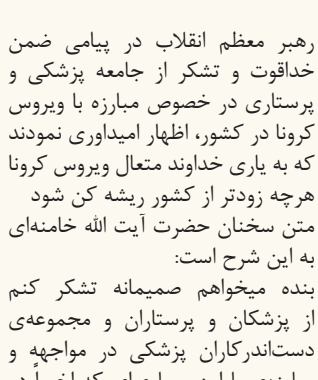 رهبر معظم انقلاب در پیامی ضمن
خداقوت و تشکر از جامعه پزشکی و
پرستاری در خصوص مبارزه با ویروس
کرونا در کشور، اظهار امیداوری نمودند
که به یاری خداوند متعال ویروس کرونا
هرچه زودتر از کشور ریشه کن شود
متن سخنان حضرت آیت الله خامنه‌ای
به این شرح است:
بنده میخواهم صمیمانه تشکر کنم
از پزشکان و پرستاران و مجموعه‌ی
دست‌اندرکاران پزشکی در مواجهه و